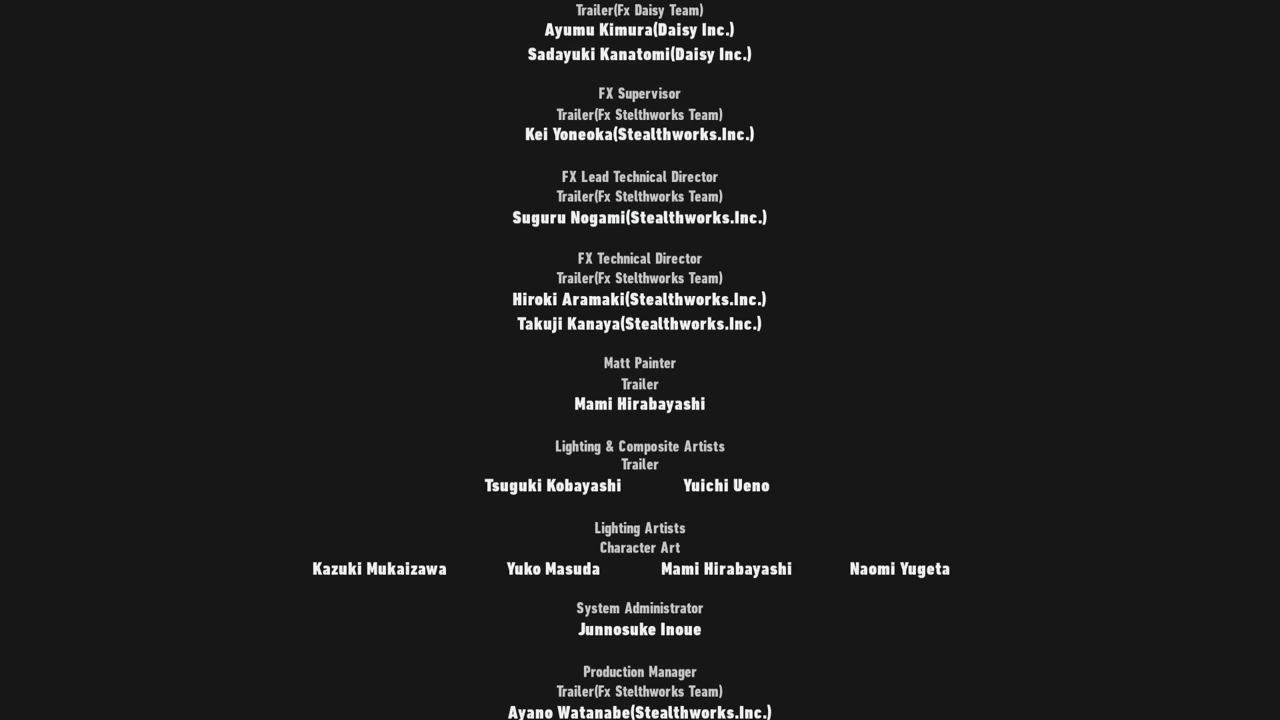 Trailer(Fx Daisy Team)
Ayumu Kimura(Daisy Inc.)
Sadayuki Kanatomi(Daisy Inc.)
FX Supervisor
Trailer(Fx Stelthworks Team)
Kei Yoneoka(Stealthworks.Inc.)
FX Lead Technical Director
Trailer(Fx Stelthworks Team)
Suguru Nogami(Stealthworks.Inc.)
FX Technical Director
Trailer(Fx Stelthworks Team)
Hiroki Aramaki(Stealthworks.Inc.)
Takuji Kanaya(Stealthworks.Inc.)
Matt Painter
Trailer
Mami Hirabayashi
Lighting & Composite Artists
Trailer
Tsuguki Kobayashi Yuichi Ueno
Lighting Artists
Character Art
Kazuki Mukaizawa Yuko Masuda Mami Hirabayashi Naomi Yugeta
System Administrator
Junnosuke Inoue
Production Manager
Trailer(Fx Stelthworks Team)
Ayano Watanabe(Stealthworks.Inc.)